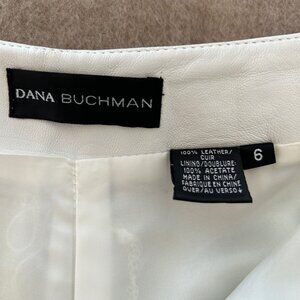 DANA BUCHMAN
100% LEATHER/
CUIR
LINING/DOUBLURE:
100% ACETATE
MADE IN CHINA/
FABRIQUE EN CHINE
OVER/AU VERSO
6